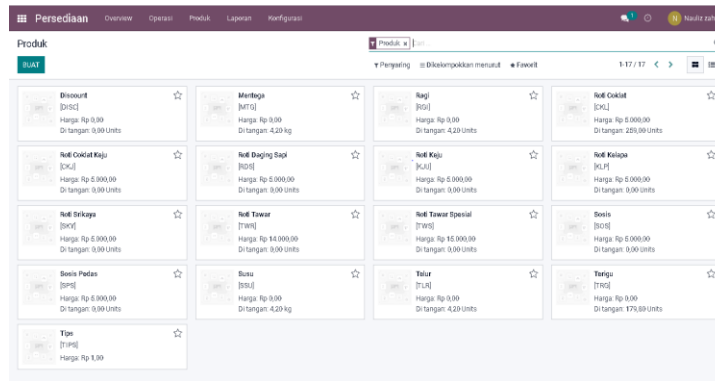 Persediaan Overview Operasi Produk Laporan Konfigurasi 1 N Nauliz zah
Produk
Produk × Cari...
BUAT
Penyaring Dikelompokkan menurut Favorit 1-17 / 17
Discount
[DISC]
Harga: Rp 0,00
Di tangan: 0,00 Units
Mentega
[MTG]
Harga: Rp 0,00
Di tangan: 4,20 kg
Ragi
[RGI]
Harga: Rp 0,00
Di tangan: 4,20 Units
Roti Coklat
[CKL]
Harga: Rp 5.000,00
Di tangan: 259,00 Units
Roti Coklat Keju
[CKJ]
Harga: Rp 5.000,00
Di tangan: 0,00 Units
Roti Daging Sapi
[RDS]
Harga: Rp 5.000,00
Di tangan: 0,00 Units
Roti Keju
[KJU]
Harga: Rp 5.000,00
Di tangan: 0,00 Units
Roti Kelapa
[KLP]
Harga: Rp 5.000,00
Di tangan: 0,00 Units
Roti Srikaya
[SKY]
Harga: Rp 5.000,00
Di tangan: 0,00 Units
Roti Tawar
[TWR]
Harga: Rp 14.000,00
Di tangan: 0,00 Units
Roti Tawar Spesial
[TWS]
Harga: Rp 15.000,00
Di tangan: 0,00 Units
Sosis
[SOS]
Harga: Rp 5.000,00
Di tangan: 0,00 Units
Sosis Pedas
[SPS]
Harga: Rp 5.000,00
Di tangan: 0,00 Units
Susu
[SSU]
Harga: Rp 0,00
Di tangan: 4,20 kg
Telur
[TLR]
Harga: Rp 0,00
Di tangan: 4,20 Units
Terigu
[TRG]
Harga: Rp 0,00
Di tangan: 179,60 Units
Tips
[TIPS]
Harga: Rp 1,00